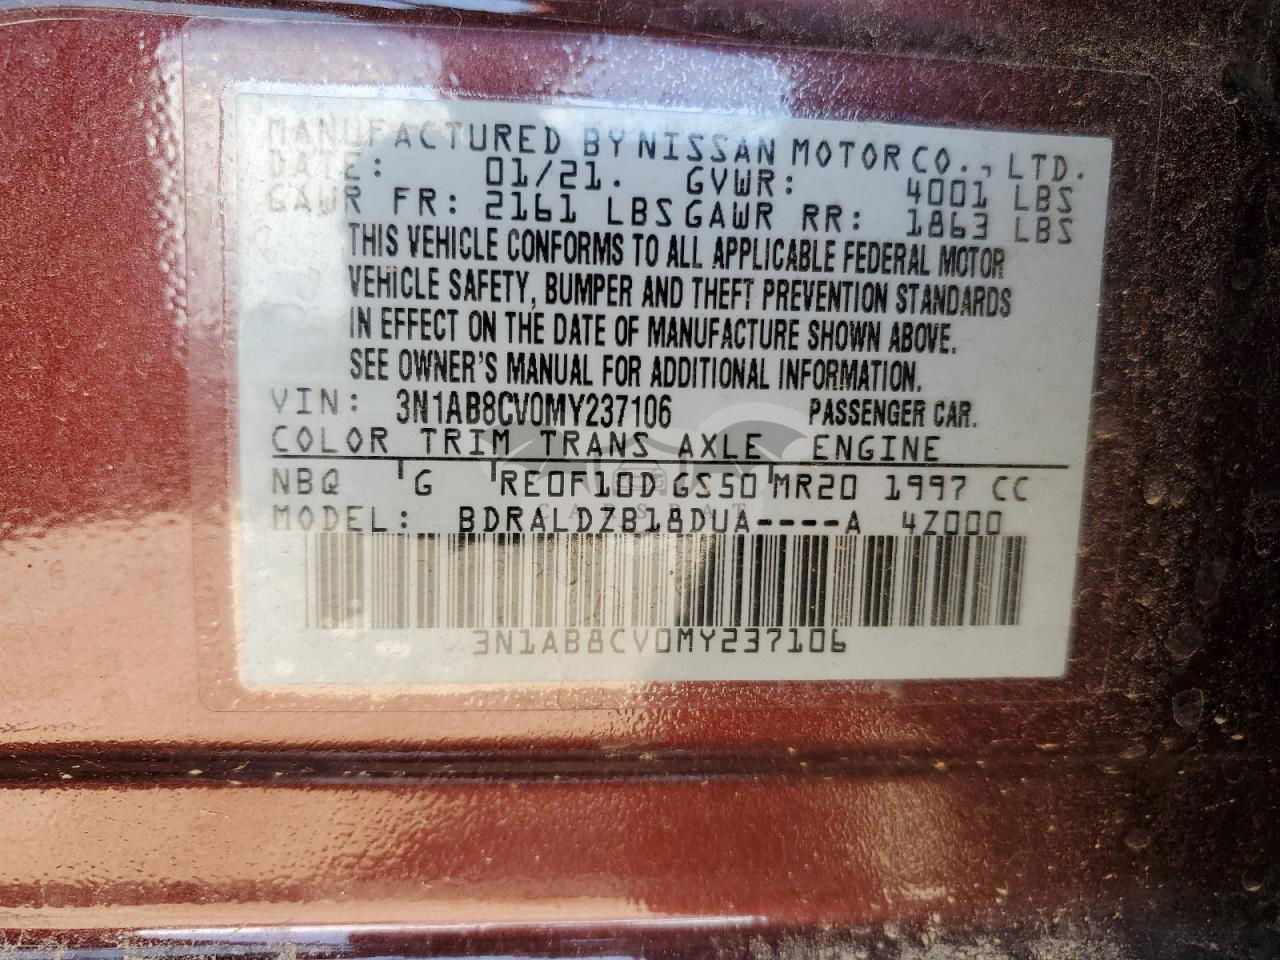 MANUFACTURED BY NISSAN MOTOR CO., LTD.
DATE: 01/21. GVWR: 4001 LBS
GAWR FR: 2161 LBS GAWR RR: 1863 LBS
THIS VEHICLE CONFORMS TO ALL APPLICABLE FEDERAL MOTOR
VEHICLE SAFETY, BUMPER AND THEFT PREVENTION STANDARDS
IN EFFECT ON THE DATE OF MANUFACTURE SHOWN ABOVE.
SEE OWNER'S MANUAL FOR ADDITIONAL INFORMATION.
VIN: 3N1AB8CV0MY237106 PASSENGER CAR.
COLOR TRIM TRANS AXLE ENGINE
NBQ G RE0F10D GS50 MR20 1997 CC
CARSPAT
MODEL: BDRALDZB18DUA----A 4Z000
3N1AB8CV0MY237106